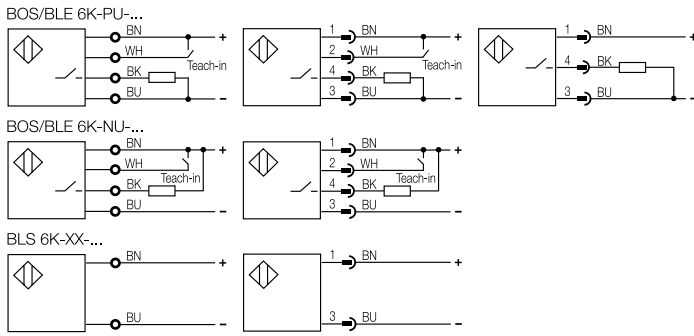 BOS/BLE 6K-PU-...
BN +
WH
Teach-in
BK
BU -
1 BN +
2 WH
Teach-in
4 BK
3 BU -
1 BN +
4 BK
3 BU -
BOS/BLE 6K-NU-...
BN +
WH
Teach-in
BK
BU -
1 BN +
2 WH
Teach-in
4 BK
3 BU -
BLS 6K-XX-...
BN +
BU -
1 BN +
3 BU -